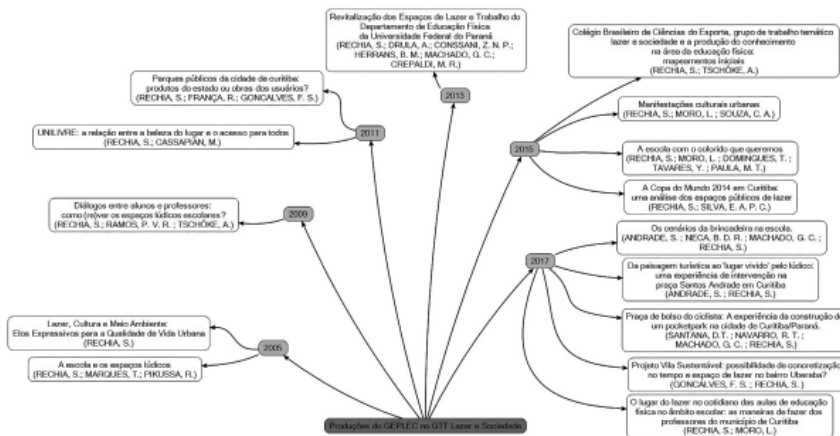 Revitalização dos Espaços de Lazer e Trabalho do
Departamento de Educação Física
da Universidade Federal do Paraná
(RECHIA, S.; DRULA, A.; CONSSANI, Z. N. P.;
HERRANS, B. M.; MACHADO, G. C.;
CREPALDI, M. R.)
2013
Parques públicos da cidade de curitiba:
produtos do estado ou obras dos usuários?
(RECHIA, S.; FRANÇA, R.; GONCALVES, F. S.)
2011
UNILIVRE: a relação entre a beleza do lugar e o acesso para todos
(RECHIA, S.; CASSAPIAN, M.)
Diálogos entre alunos e professores:
como (re)ver os espaços lúdicos escolares?
(RECHIA, S.; RAMOS, P. V. R. ; TSCHÖKE, A.)
2009
Lazer, Cultura e Meio Ambiente:
Elos Expressivos para a Qualidade de Vida Urbana
(RECHIA, S.)
2005
A escola e os espaços lúdicos
(RECHIA, S.; MARQUES, T.; PIKUSSA, R.)
Colégio Brasileiro de Ciências do Esporte, grupo de trabalho temático
lazer e sociedade e a produção do conhecimento
na área da educação física:
mapeamentos iniciais
(RECHIA, S.; TSCHÖKE, A.)
Manifestações culturais urbanas
(RECHIA, S.; MORO, L. ; SOUZA, C. A.)
2015
A escola com o colorido que queremos
(RECHIA, S.; MORO, L. ; DOMINGUES, T. ;
TAVARES, Y. ; PAULA, M. T.)
A Copa do Mundo 2014 em Curitiba:
uma análise dos espaços públicos de lazer
(RECHIA, S.; SILVA, E. A. P. C.)
Os cenários da brincadeira na escola.
(ANDRADE, S. ; NECA, B. D. R. ; MACHADO, G. C. ;
RECHIA, S.)
2017
Da paisagem turística ao 'lugar vivido' pelo lúdico:
uma experiência de intervenção na
praça Santos Andrade em Curitiba
(ANDRADE, S. ; RECHIA, S.)
Praça de bolso do ciclista: A experiência da construção de
um pocketpark na cidade de Curitiba/Paraná.
(SANTANA, D.T. ; NAVARRO, R. T. ;
MACHADO, G. C. ; RECHIA, S.)
Projeto Vila Sustentável: possibilidade de concretização
no tempo e espaço de lazer no bairro Uberaba?
(GONCALVES, F. S. ; RECHIA, S. )
O lugar do lazer no cotidiano das aulas de educação
física no âmbito escolar: as maneiras de fazer dos
professores do município de Curitiba
(RECHIA, S.; MORO, L.)
Produções do GEPLEC no GTT Lazer e Sociedade